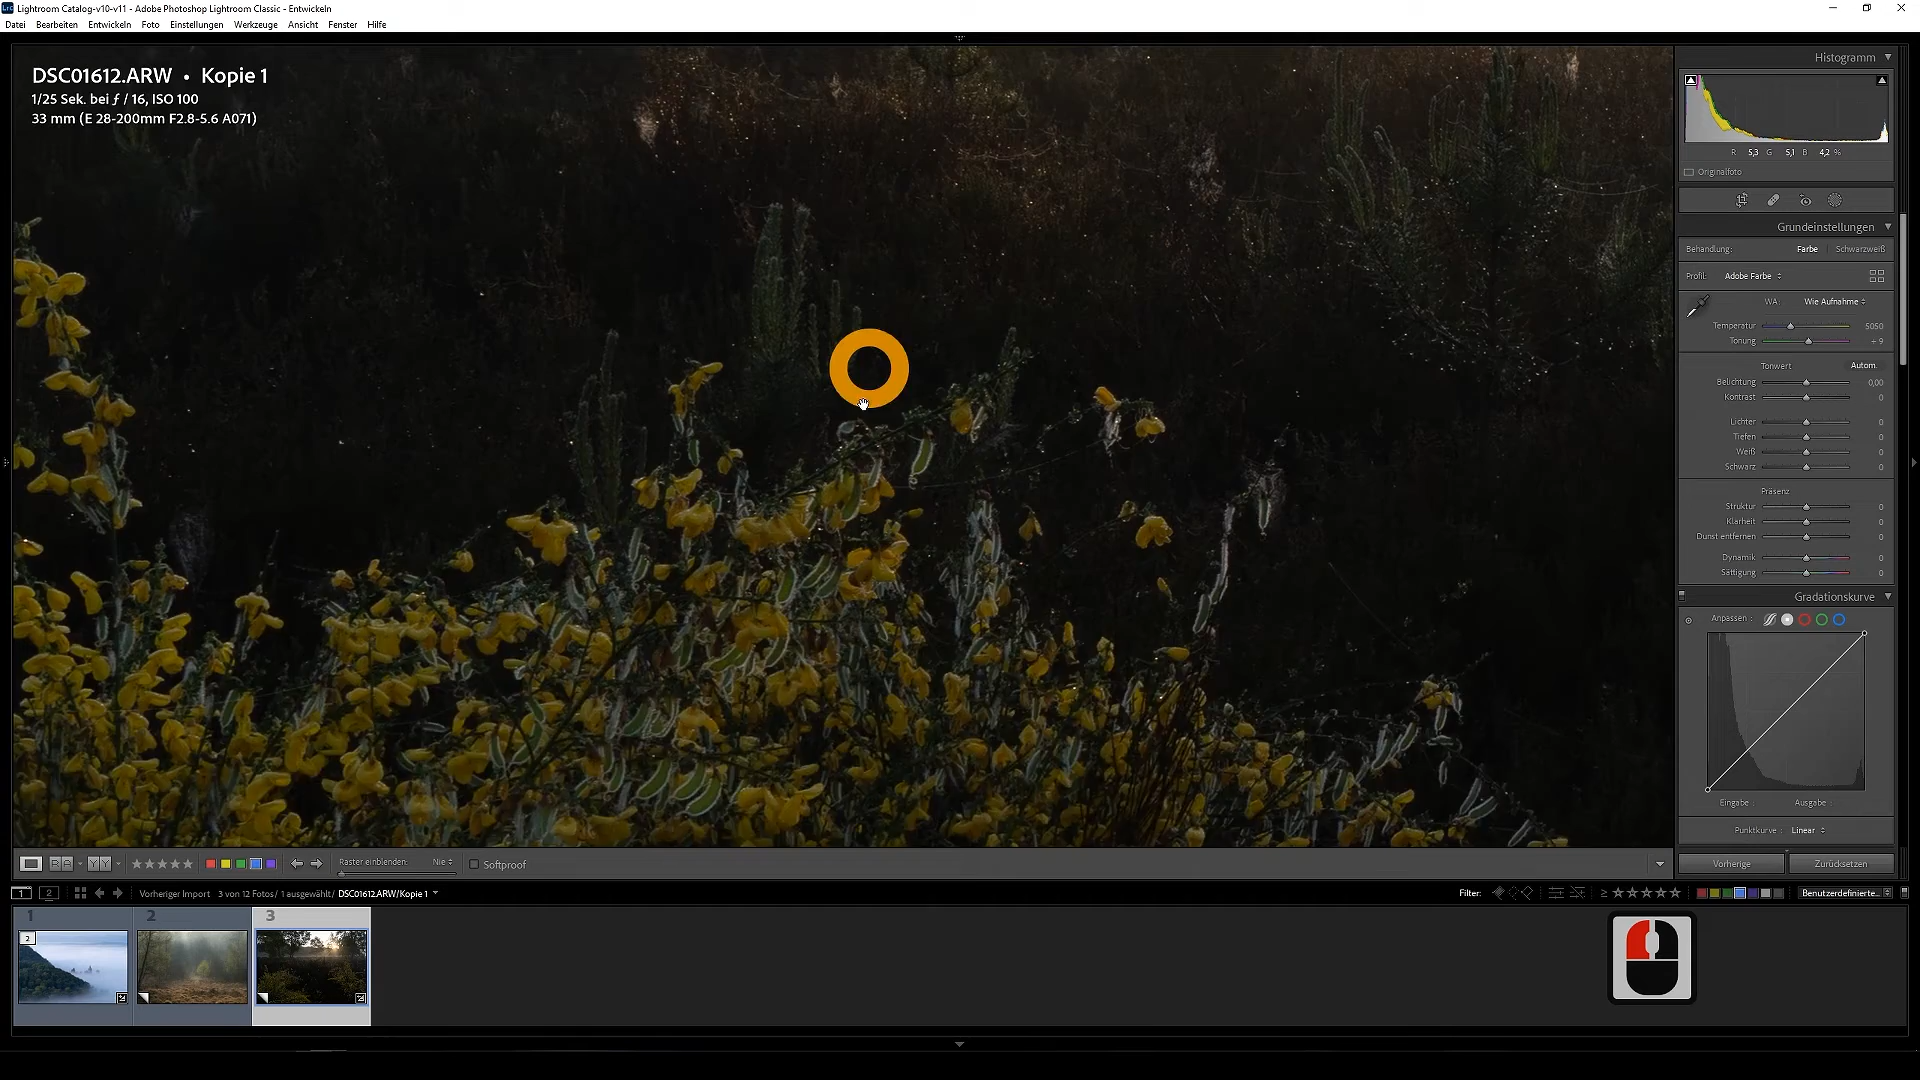 Lightroom Catalog-v10-v11 - Adobe Photoshop Lightroom Classic - Entwickeln
Datei Bearbeiten Entwickeln Foto Einstellungen Werkzeuge Ansicht Fenster Hilfe
DSC01612.ARW • Kopie 1
1/25 Sek. bei ƒ / 16, ISO 100
33 mm (E 28-200mm F2.8-5.6 A071)
Histogramm
R 5,3 G 5,1 B 4,2 %
Originalfoto
Grundeinstellungen
Behandlung: Farbe Schwarzweiß
Profil: Adobe Farbe
WA: Wie Aufnahme
Temperatur 5050
Tonung + 9
Tonwert Autom.
Belichtung 0,00
Kontrast 0
Lichter 0
Tiefen 0
Weiß 0
Schwarz 0
Präsenz
Struktur 0
Klarheit 0
Dunst entfernen 0
Dynamik 0
Sättigung 0
Gradationskurve
Anpassen :
Eingabe : Ausgabe :
Punktkurve : Linear
R A Y Y Raster einblenden: Nie Softproof
Vorherige Zurücksetzen
1 2 Vorheriger Import 3 von 12 Fotos / 1 ausgewählt / DSC01612.ARW/Kopie 1 Filter: ≥ Benutzerdefinierte...
1 2 3
2